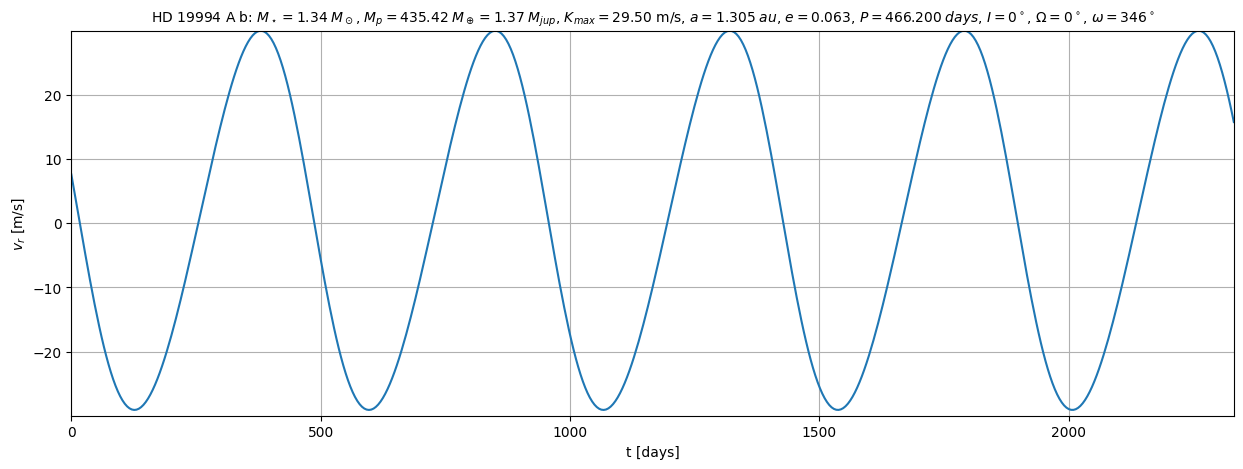 HD 19994 A b: M⋆ = 1.34 M⊙, Mp = 435.42 M⊕ = 1.37 Mjup, Kmax = 29.50 m/s, a = 1.305 au, e = 0.063, P = 466.200 days, I = 0°, Ω = 0°, ω = 346°
20
10
0
−10
−20
vr [m/s]
0 500 1000 1500 2000
t [days]